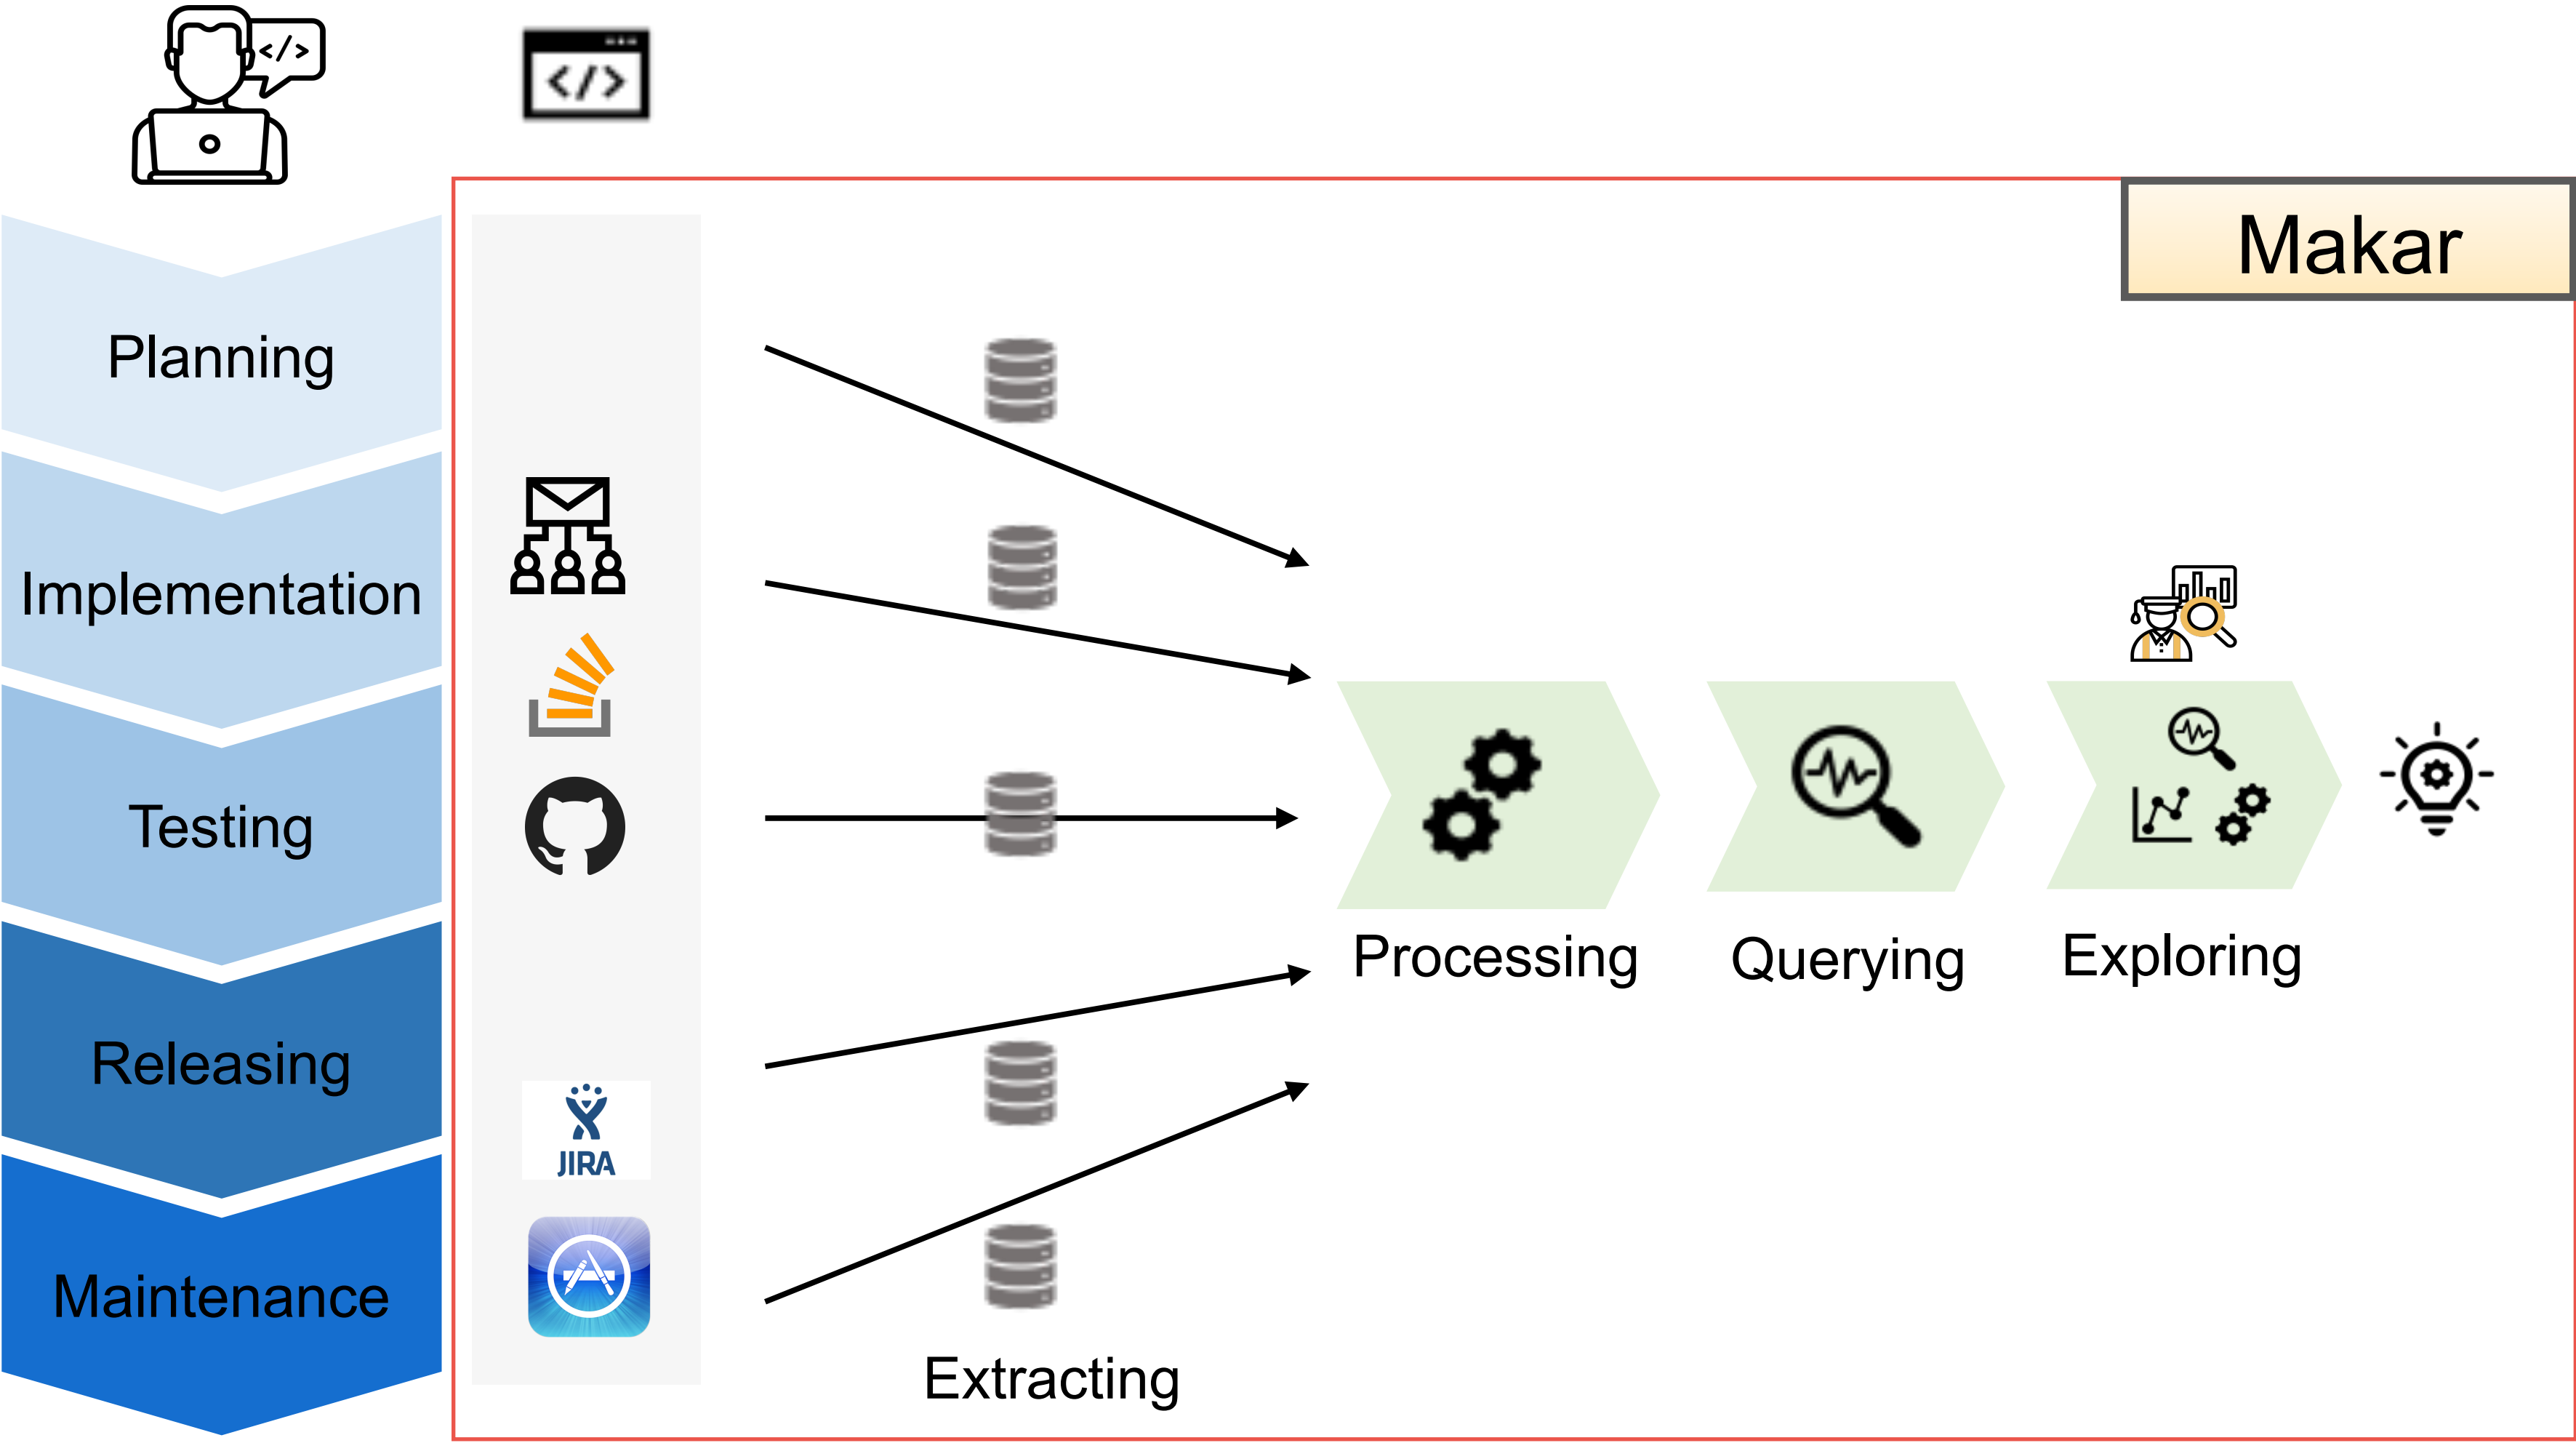 </>
</>
Makar
Planning
Implementation
Testing
Releasing
Maintenance
JIRA
Extracting
Processing
Querying
Exploring